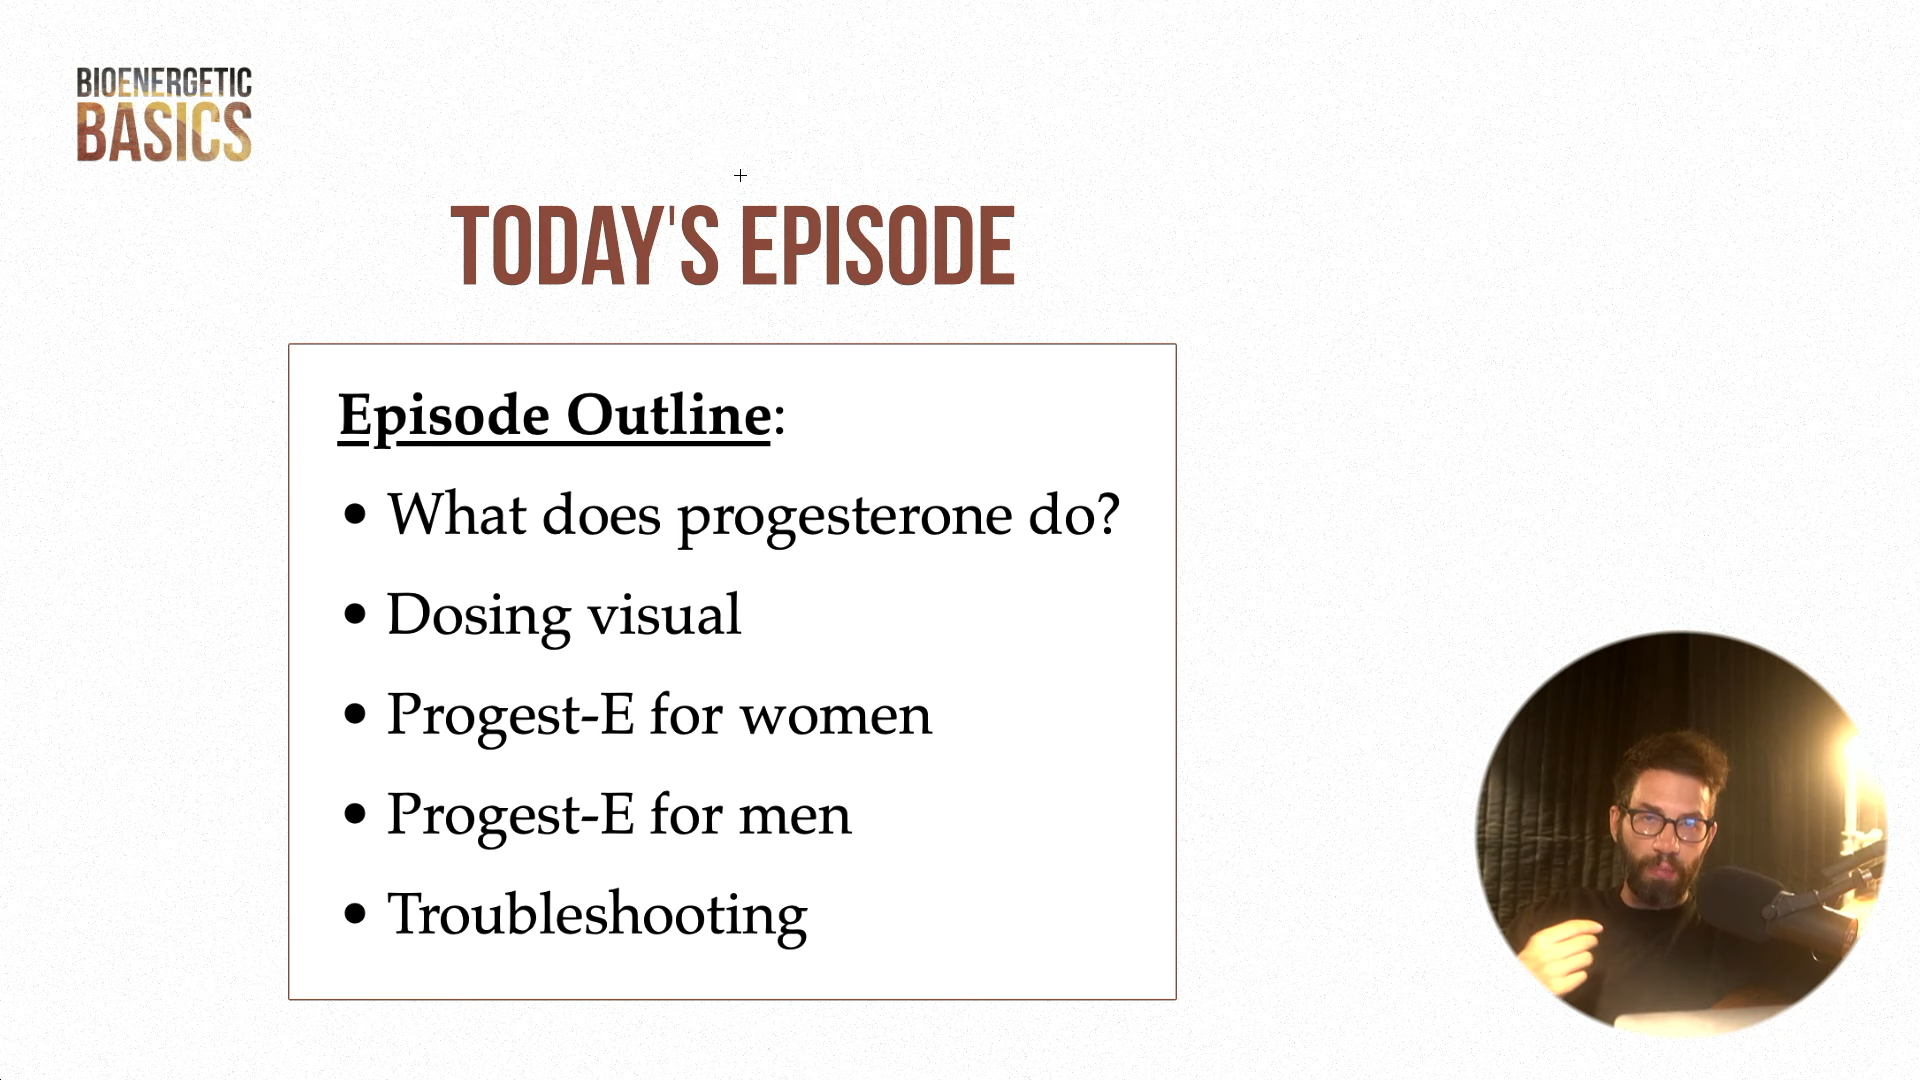 BIOENERGETIC
BASICS
TODAY'S EPISODE
Episode Outline:
• What does progesterone do?
• Dosing visual
• Progest-E for women
• Progest-E for men
• Troubleshooting